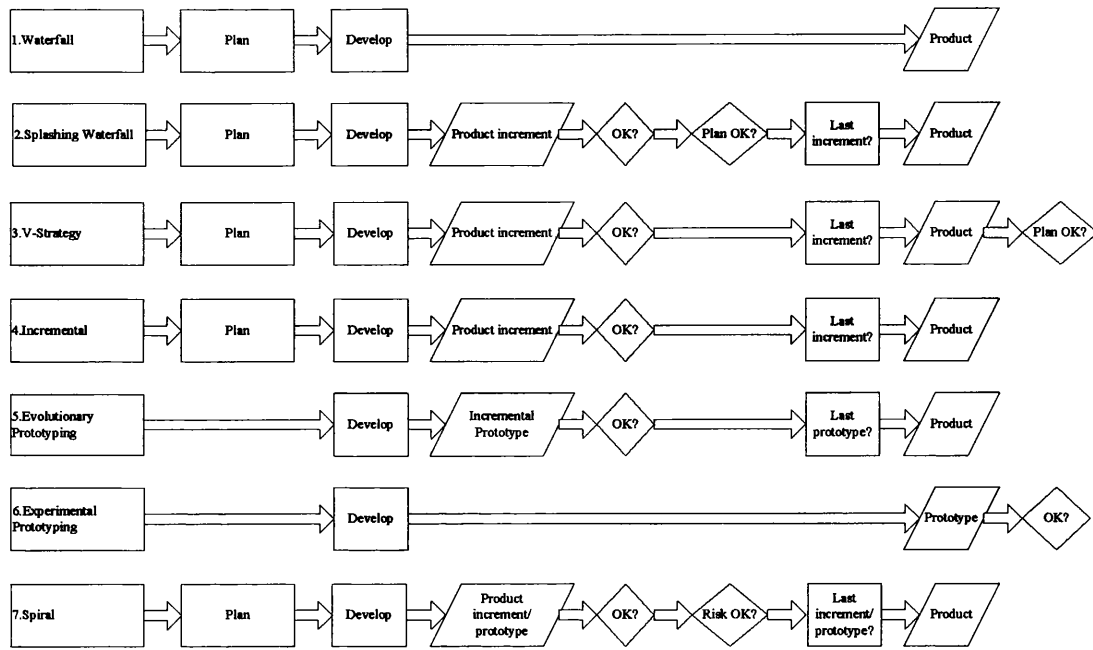 1.Waterfall
Plan
Develop
Product
2.Splashing Waterfall
Plan
Develop
Product increment
OK?
Plan OK?
Last
increment?
Product
3.V-Strategy
Plan
Develop
Product increment
OK?
Last
increment?
Product
Plan OK?
4.Incremental
Plan
Develop
Product increment
OK?
Last
increment?
Product
5.Evolutionary
Prototyping
Develop
Incremental
Prototype
OK?
Last
prototype?
Product
6.Experimental
Prototyping
Develop
Prototype
OK?
7.Spiral
Plan
Develop
Product
increment/
prototype
OK?
Risk OK?
Last
increment/
prototype?
Product